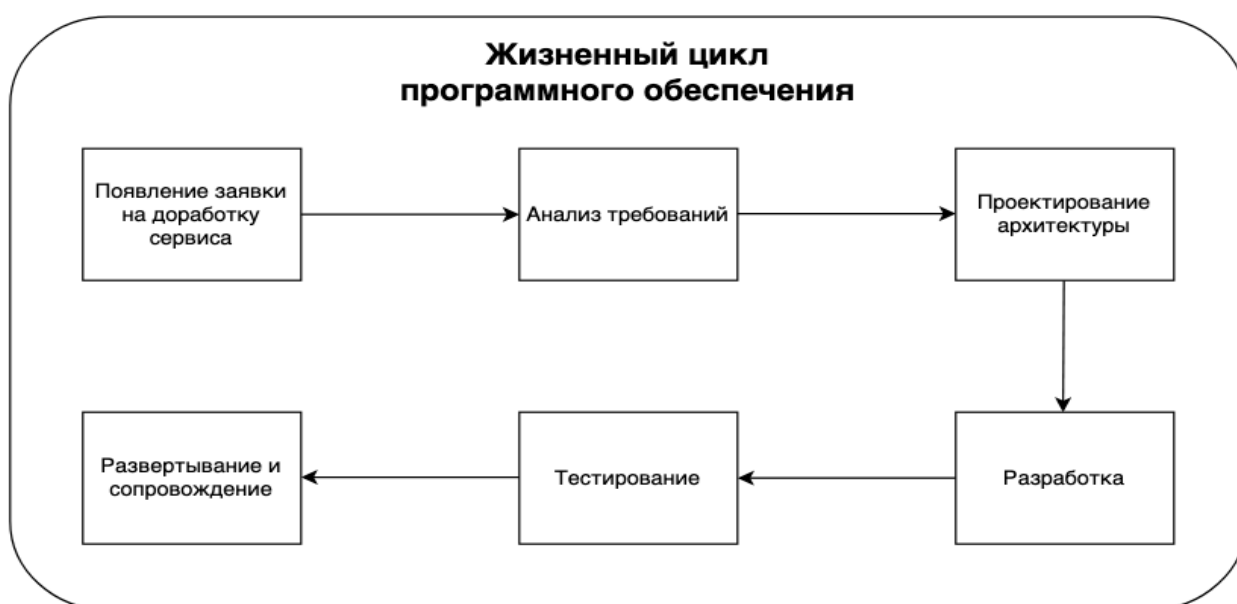 Жизненный цикл
программного обеспечения
Появление заявки
на доработку
сервиса
Анализ требований
Проектирование
архитектуры
Развертывание и
сопровождение
Тестирование
Разработка